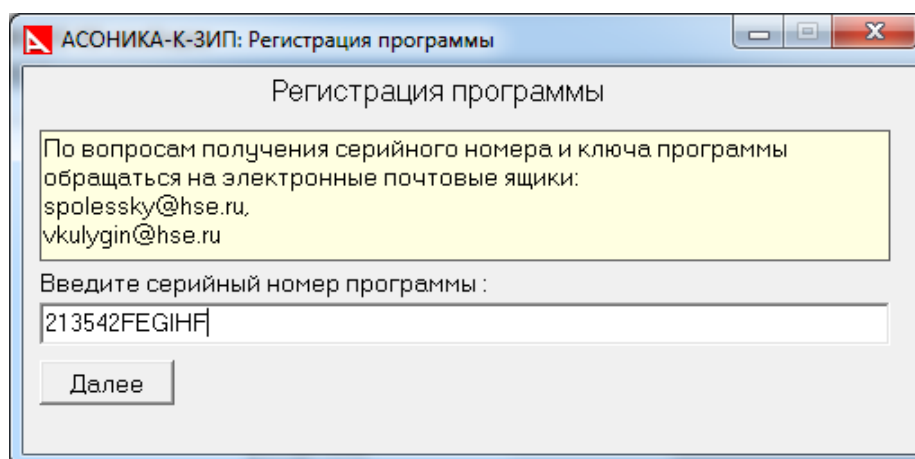 АСОНИКА-К-ЗИП: Регистрация программы
Регистрация программы
По вопросам получения серийного номера и ключа программы
обращаться на электронные почтовые ящики:
spolessky@hse.ru,
vkulygin@hse.ru
Введите серийный номер программы :
213542FEGIHF
Далее